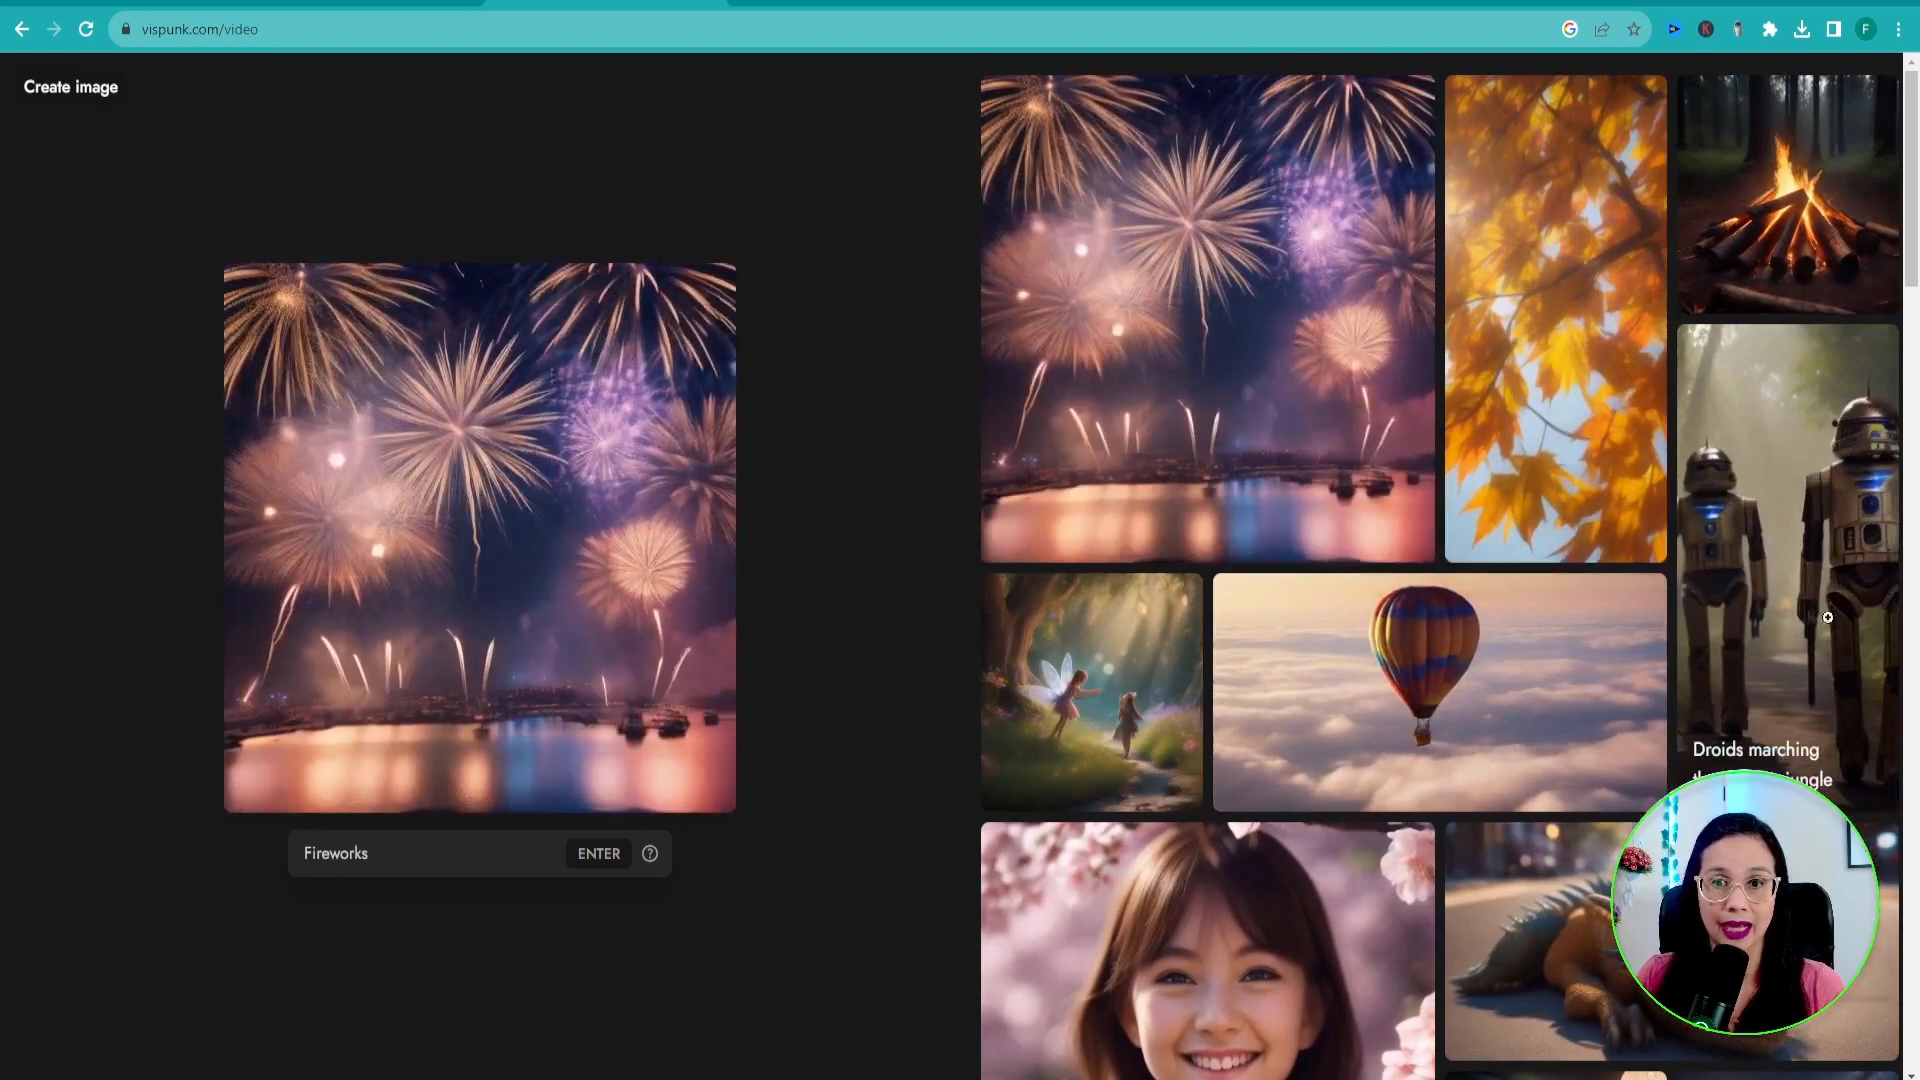 vispunk.com/video
F
Create image
Droids marching
Fireworks
ENTER